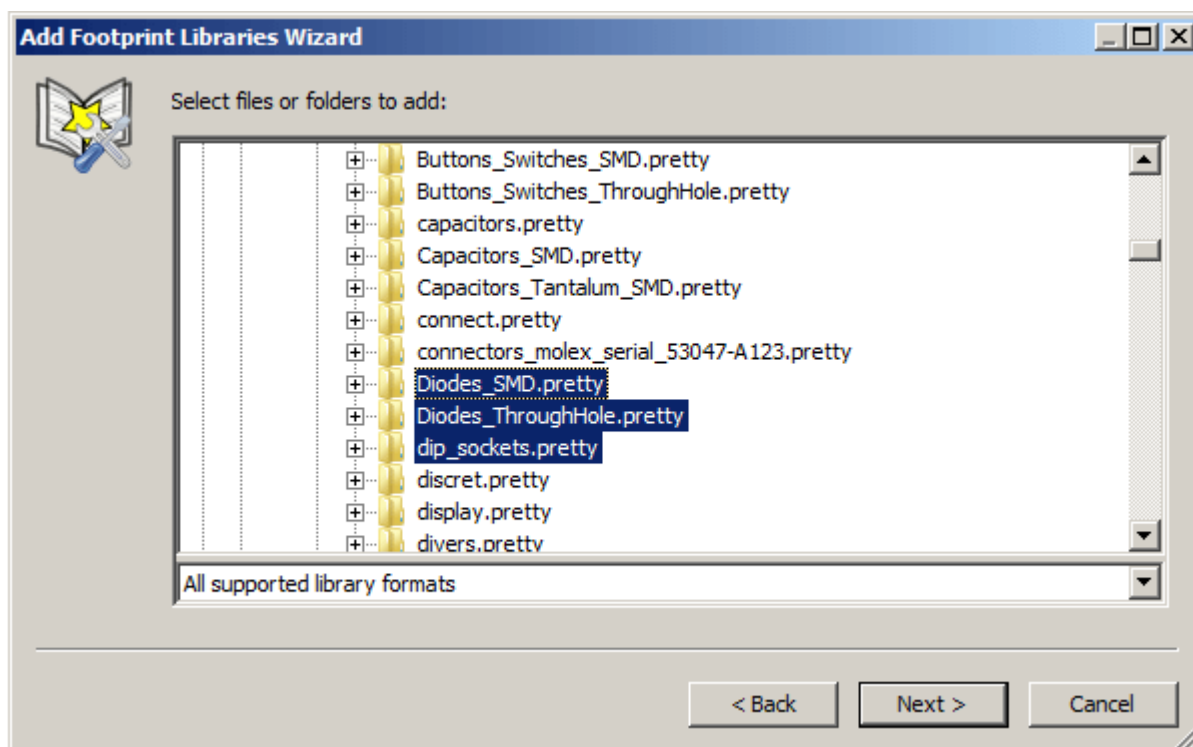 Add Footprint Libraries Wizard
Select files or folders to add:
Buttons_Switches_SMD.pretty
Buttons_Switches_ThroughHole.pretty
capacitors.pretty
Capacitors_SMD.pretty
Capacitors_Tantalum_SMD.pretty
connect.pretty
connectors_molex_serial_53047-A123.pretty
Diodes_SMD.pretty
Diodes_ThroughHole.pretty
dip_sockets.pretty
discret.pretty
display.pretty
divers.pretty
All supported library formats
< Back Next > Cancel